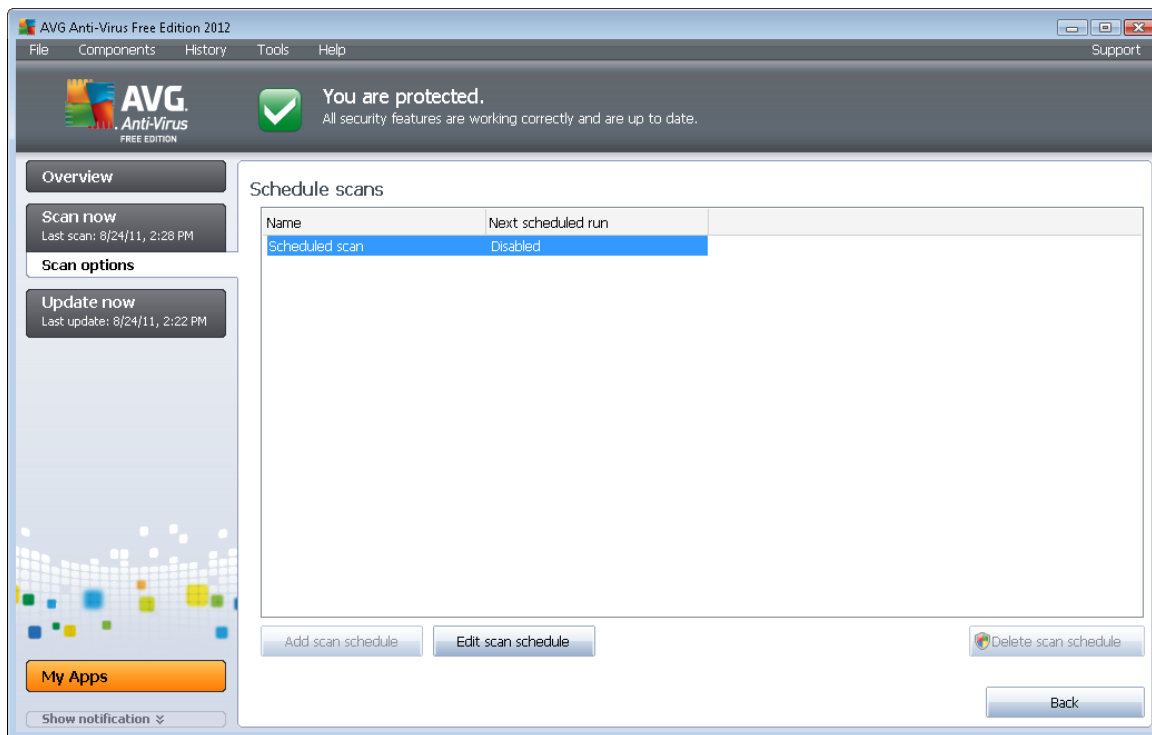 AVG Anti-Virus Free Edition 2012
File Components History Tools Help Support
AVG.
Anti-Virus
FREE EDITION
You are protected.
All security features are working correctly and are up to date.
Overview
Scan now
Last scan: 8/24/11, 2:28 PM
Scan options
Update now
Last update: 8/24/11, 2:22 PM
My Apps
Show notification
Schedule scans
Name Next scheduled run
Scheduled scan Disabled
Add scan schedule Edit scan schedule Delete scan schedule
Back